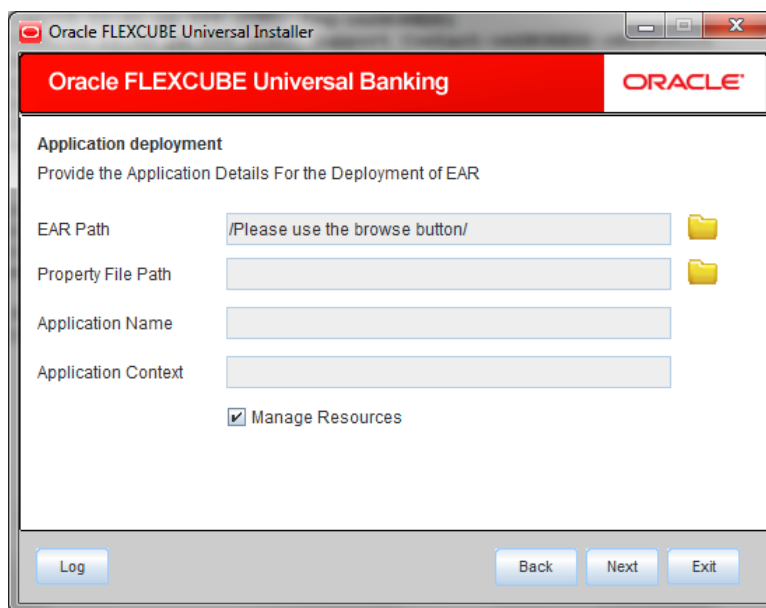 Oracle FLEXCUBE Universal Installer
Oracle FLEXCUBE Universal Banking
ORACLE
Application deployment
Provide the Application Details For the Deployment of EAR
EAR Path
/Please use the browse button/
Property File Path
Application Name
Application Context
Manage Resources
Log
Back
Next
Exit